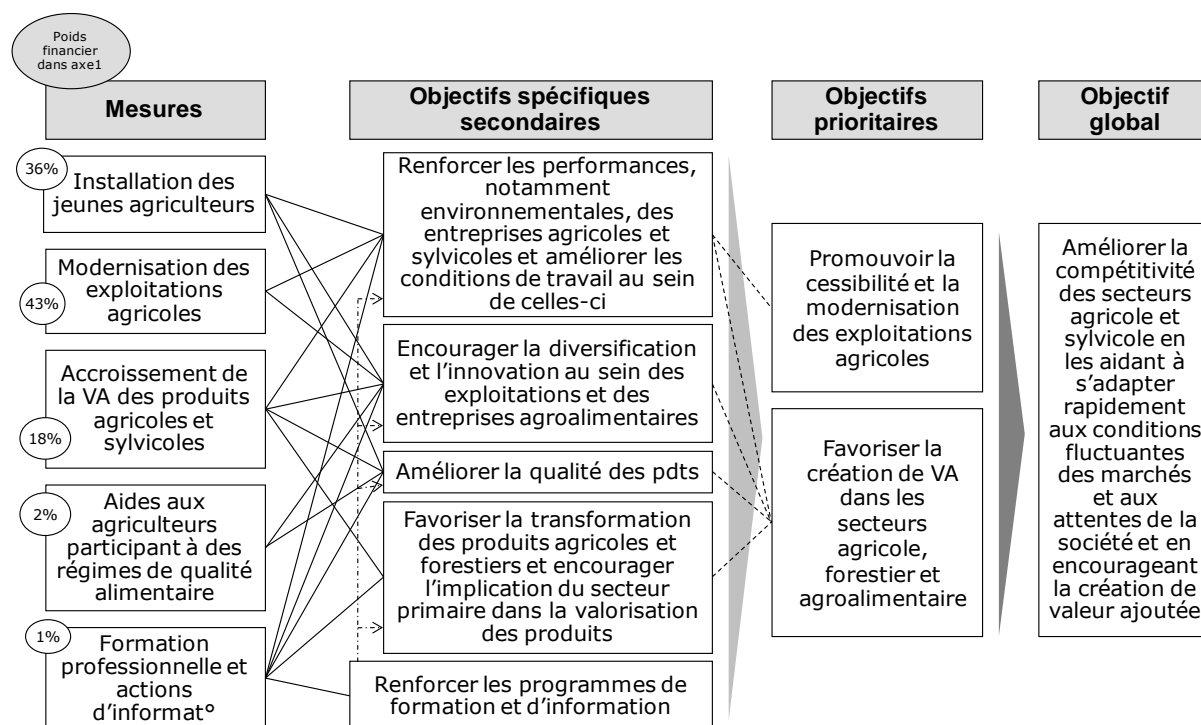 Poids
financier
dans axe1
Mesures
36%
Installation des
jeunes agriculteurs
Modernisation des
exploitations
agricoles
43%
Accroissement de
la VA des produits
agricoles et
sylvicoles
18%
2%
Aides aux
agriculteurs
participant à des
régimes de qualité
alimentaire
1%
Formation
professionnelle et
actions
d'informat°
Objectifs spécifiques
secondaires
Renforcer les performances,
notamment
environnementales, des
entreprises agricoles et
sylvicoles et améliorer les
conditions de travail au sein
de celles-ci
Encourager la diversification
et l'innovation au sein des
exploitations et des
entreprises agroalimentaires
Améliorer la qualité des pdts
Favoriser la transformation
des produits agricoles et
forestiers et encourager
l'implication du secteur
primaire dans la valorisation
des produits
Renforcer les programmes de
formation et d'information
Objectifs
prioritaires
Promouvoir la
cessibilité et la
modernisation
des exploitations
agricoles
Favoriser la
création de VA
dans les
secteurs
agricole,
forestier et
agroalimentaire
Objectif
global
Améliorer la
compétitivité
des secteurs
agricole et
sylvicole en
les aidant à
s'adapter
rapidement
aux conditions
fluctuantes
des marchés
et aux
attentes de la
société et en
encourageant
la création de
valeur ajoutée